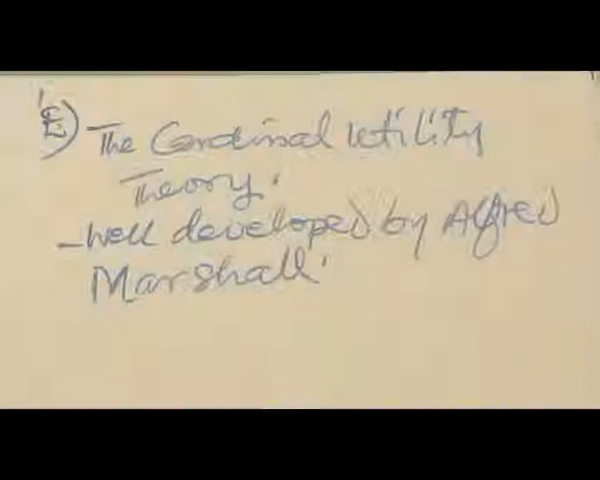 E) The Cardinal Utility
Theory.
- Well developed by Alfred
Marshall.